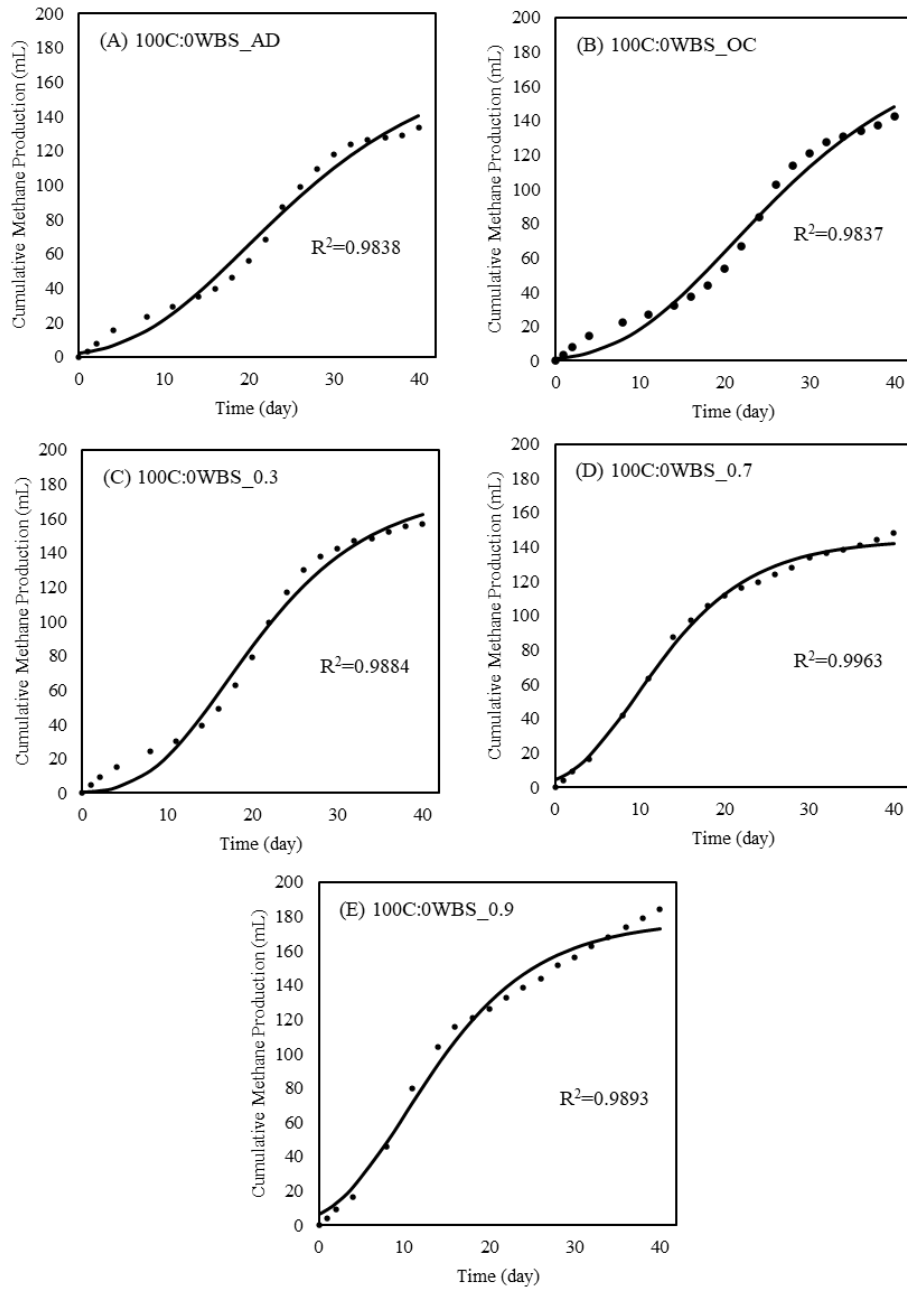 (A) 100C:0WBS_AD
Cumulative Methane Production (mL)
200
180
160
140
120
100
80
60
40
20
0
R²=0.9838
0 10 20 30 40
Time (day)
(B) 100C:0WBS_OC
Cumulative Methane Production (mL)
200
180
160
140
120
100
80
60
40
20
0
R²=0.9837
0 10 20 30 40
Time (day)
(C) 100C:0WBS_0.3
Cumulative Methane Production (mL)
200
180
160
140
120
100
80
60
40
20
0
R²=0.9884
0 10 20 30 40
Time (day)
(D) 100C:0WBS_0.7
Cumulative Methane Production (mL)
200
180
160
140
120
100
80
60
40
20
0
R²=0.9963
0 10 20 30 40
Time (day)
(E) 100C:0WBS_0.9
Cumulative Methane Production (mL)
200
180
160
140
120
100
80
60
40
20
0
R²=0.9893
0 10 20 30 40
Time (day)